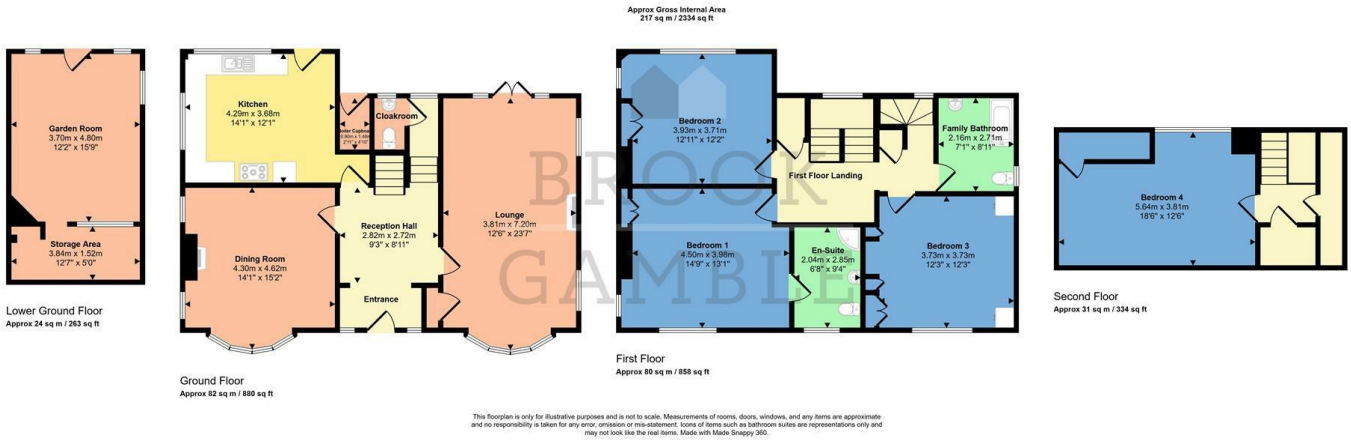 Approx Gross Internal Area
217 sq m / 2334 sq ft
Garden Room
3.70m x 4.80m
12'2" x 15'9"
Storage Area
3.84m x 1.52m
12'7" x 5'0"
Lower Ground Floor
Approx 24 sq m / 263 sq ft
Kitchen
4.29m x 3.68m
14'1" x 12'1"
Boiler Cupboard
0.90m x 1.48m
2'11" x 4'10"
Cloakroom
Dining Room
4.30m x 4.62m
14'1" x 15'2"
Reception Hall
2.82m x 2.72m
9'3" x 8'11"
Entrance
Lounge
3.81m x 7.20m
12'6" x 23'7"
Ground Floor
Approx 82 sq m / 880 sq ft
Bedroom 2
3.93m x 3.71m
12'11" x 12'2"
First Floor Landing
Family Bathroom
2.16m x 2.71m
7'1" x 8'11"
Bedroom 1
4.50m x 3.98m
14'9" x 13'1"
En-Suite
2.04m x 2.85m
6'8" x 9'4"
Bedroom 3
3.73m x 3.73m
12'3" x 12'3"
First Floor
Approx 80 sq m / 858 sq ft
Bedroom 4
5.64m x 3.81m
18'6" x 12'6"
Second Floor
Approx 31 sq m / 334 sq ft
BROOK
GAMBLE
This floorplan is only for illustrative purposes and is not to scale. Measurements of rooms, doors, windows, and any items are approximate
and no responsibility is taken for any error, omission or mis-statement. Icons of items such as bathroom suites are representations only and
may not look like the real items. Made with Made Snappy 360.